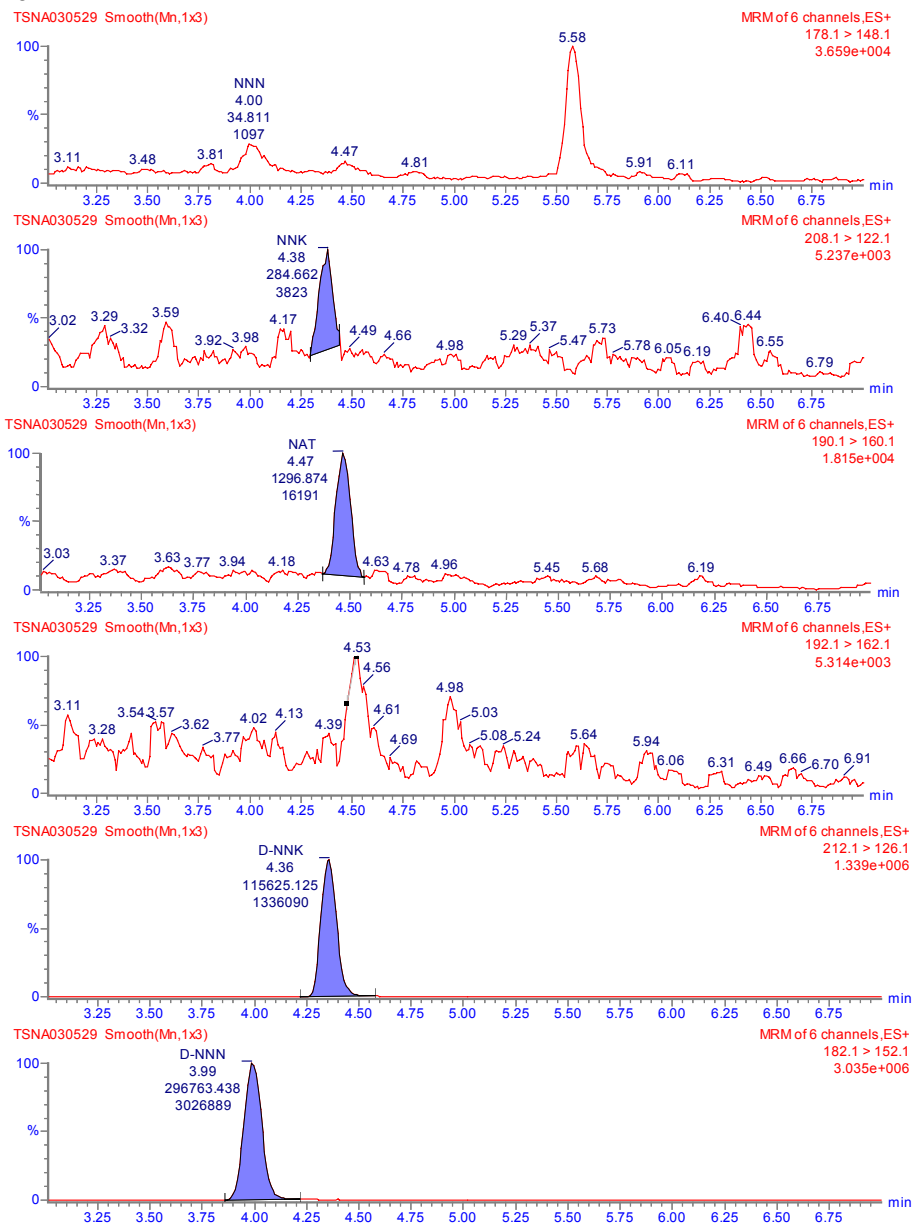 TSNA030529 Smooth(Mn,1x3)
MRM of 6 channels,ES+
178.1 > 148.1
3.659e+004
100
%
0
NNN
4.00
34.811
1097
3.11
3.48
3.81
4.47
4.81
5.58
5.91
6.11
3.25 3.50 3.75 4.00 4.25 4.50 4.75 5.00 5.25 5.50 5.75 6.00 6.25 6.50 6.75 min
TSNA030529 Smooth(Mn,1x3)
MRM of 6 channels,ES+
208.1 > 122.1
5.237e+003
100
%
0
NNK
4.38
284.662
3823
3.02
3.29
3.32
3.59
3.92
3.98
4.17
4.49
4.66
4.98
5.29
5.37
5.47
5.73
5.78
6.05
6.19
6.40
6.44
6.55
6.79
3.25 3.50 3.75 4.00 4.25 4.50 4.75 5.00 5.25 5.50 5.75 6.00 6.25 6.50 6.75 min
TSNA030529 Smooth(Mn,1x3)
MRM of 6 channels,ES+
190.1 > 160.1
1.815e+004
100
%
0
NAT
4.47
1296.874
16191
3.03
3.37
3.63
3.77
3.94
4.18
4.63
4.78
4.96
5.45
5.68
6.19
3.25 3.50 3.75 4.00 4.25 4.50 4.75 5.00 5.25 5.50 5.75 6.00 6.25 6.50 6.75 min
TSNA030529 Smooth(Mn,1x3)
MRM of 6 channels,ES+
192.1 > 162.1
5.314e+003
100
%
0
3.11
3.28
3.54
3.57
3.62
3.77
4.02
4.13
4.39
4.53
4.56
4.61
4.69
4.98
5.03
5.08
5.24
5.64
5.94
6.06
6.31
6.49
6.66
6.70
6.91
3.25 3.50 3.75 4.00 4.25 4.50 4.75 5.00 5.25 5.50 5.75 6.00 6.25 6.50 6.75 min
TSNA030529 Smooth(Mn,1x3)
MRM of 6 channels,ES+
212.1 > 126.1
1.339e+006
100
%
0
D-NNK
4.36
115625.125
1336090
3.25 3.50 3.75 4.00 4.25 4.50 4.75 5.00 5.25 5.50 5.75 6.00 6.25 6.50 6.75 min
TSNA030529 Smooth(Mn,1x3)
MRM of 6 channels,ES+
182.1 > 152.1
3.035e+006
100
%
0
D-NNN
3.99
296763.438
3026889
3.25 3.50 3.75 4.00 4.25 4.50 4.75 5.00 5.25 5.50 5.75 6.00 6.25 6.50 6.75 min